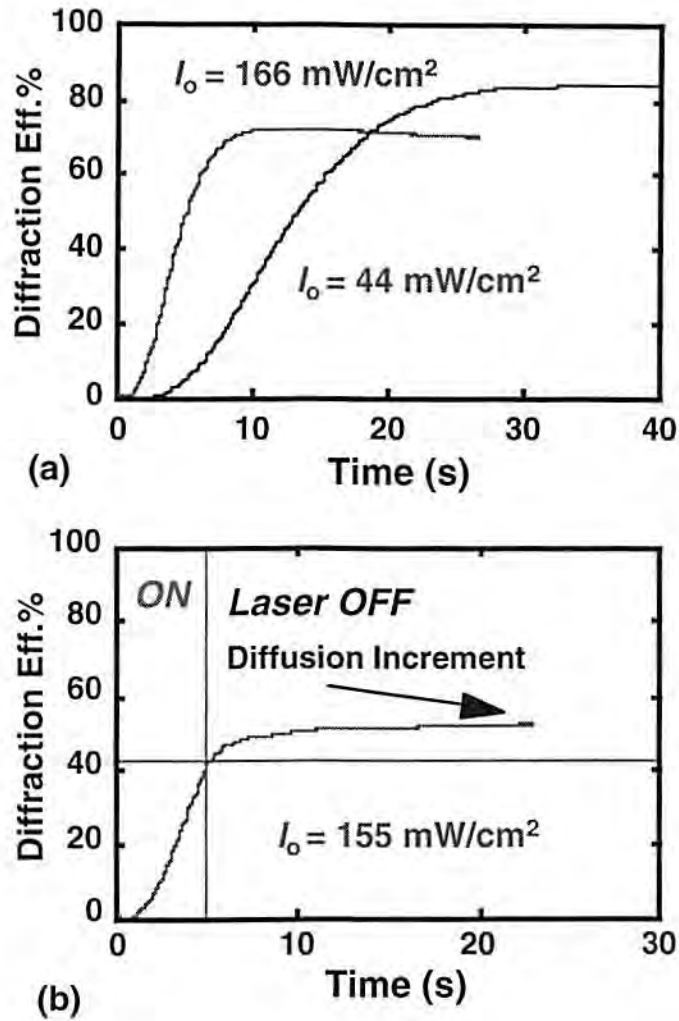 100
80
60
40
20
0
Diffraction Eff.%
I₀ = 166 mW/cm²
I₀ = 44 mW/cm²
0 10 20 30 40
Time (s)
(a)
100
80
60
40
20
0
Diffraction Eff.%
ON Laser OFF
Diffusion Increment
I₀ = 155 mW/cm²
0 10 20 30
Time (s)
(b)